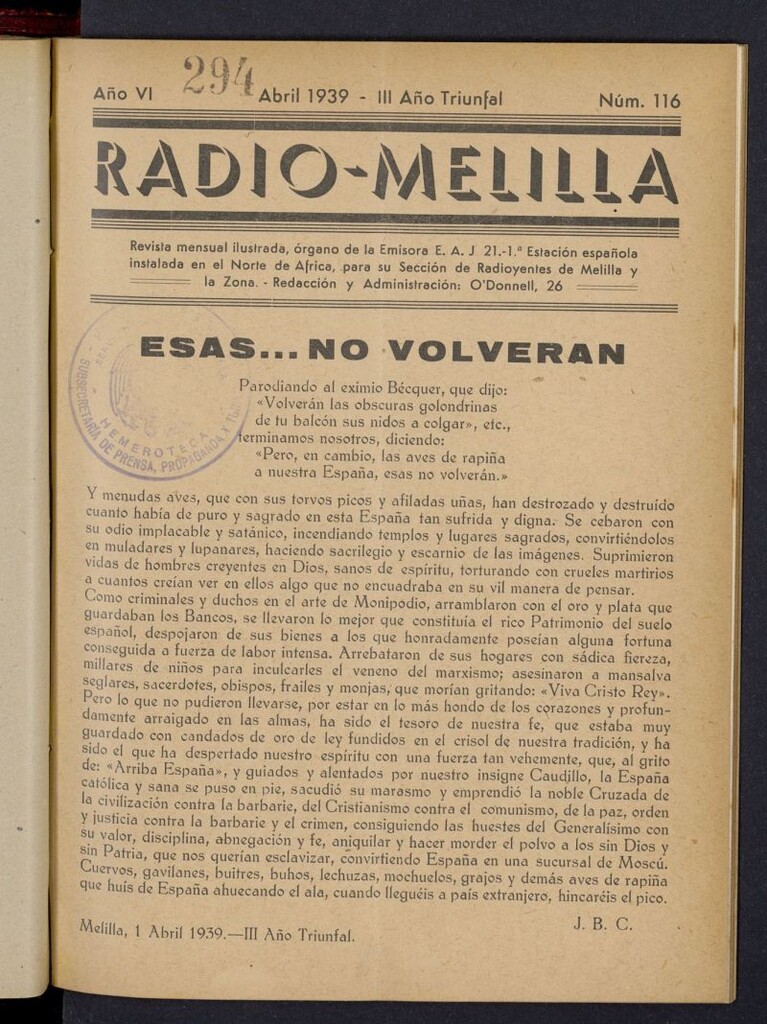 294
Año VI Abril 1939 - III Año Triunfal Núm. 116
RADIO-MELILLA
Revista mensual ilustrada, órgano de la Emisora E. A. J 21.-1.ª Estación española
instalada en el Norte de Africa, para su Sección de Radioyentes de Melilla y
la Zona. - Redacción y Administración: O'Donnell, 26
ESAS... NO VOLVERAN
HEMEROTECA
SUBSECRETARÍA DE PRENSA, PROPAGANDA Y
Parodiando al eximio Bécquer, que dijo:
«Volverán las obscuras golondrinas
de tu balcón sus nidos a colgar», etc.,
terminamos nosotros, diciendo:
«Pero, en cambio, las aves de rapiña
a nuestra España, esas no volverán.»
Y menudas aves, que con sus torvos picos y afiladas uñas, han destrozado y destruído
cuanto había de puro y sagrado en esta España tan sufrida y digna. Se cebaron con
su odio implacable y satánico, incendiando templos y lugares sagrados, convirtiéndolos
en muladares y lupanares, haciendo sacrilegio y escarnio de las imágenes. Suprimieron
vidas de hombres creyentes en Dios, sanos de espíritu, torturando con crueles martirios
a cuantos creían ver en ellos algo que no encuadraba en su vil manera de pensar.
Como criminales y duchos en el arte de Monipodio, arramblaron con el oro y plata que
guardaban los Bancos, se llevaron lo mejor que constituía el rico Patrimonio del suelo
español, despojaron de sus bienes a los que honradamente poseían alguna fortuna
conseguida a fuerza de labor intensa. Arrebataron de sus hogares con sádica fiereza,
millares de niños para inculcarles el veneno del marxismo; asesinaron a mansalva
seglares, sacerdotes, obispos, frailes y monjas, que morían gritando: «Viva Cristo Rey».
Pero lo que no pudieron llevarse, por estar en lo más hondo de los corazones y profun-
damente arraigado en las almas, ha sido el tesoro de nuestra fe, que estaba muy
guardado con candados de oro de ley fundidos en el crisol de nuestra tradición, y ha
sido el que ha despertado nuestro espíritu con una fuerza tan vehemente, que, al grito
de: «Arriba España», y guiados y alentados por nuestro insigne Caudillo, la España
católica y sana se puso en pie, sacudió su marasmo y emprendió la noble Cruzada de
la civilización contra la barbarie, del Cristianismo contra el comunismo, de la paz, orden
y justicia contra la barbarie y el crimen, consiguiendo las huestes del Generalísimo con
su valor, disciplina, abnegación y fe, aniquilar y hacer morder el polvo a los sin Dios y
sin Patria, que nos querían esclavizar, convirtiendo España en una sucursal de Moscú.
Cuervos, gavilanes, buitres, buhos, lechuzas, mochuelos, grajos y demás aves de rapiña
que huís de España ahuecando el ala, cuando lleguéis a país extranjero, hincaréis el pico.
J. B. C.
Melilla, 1 Abril 1939.—III Año Triunfal.